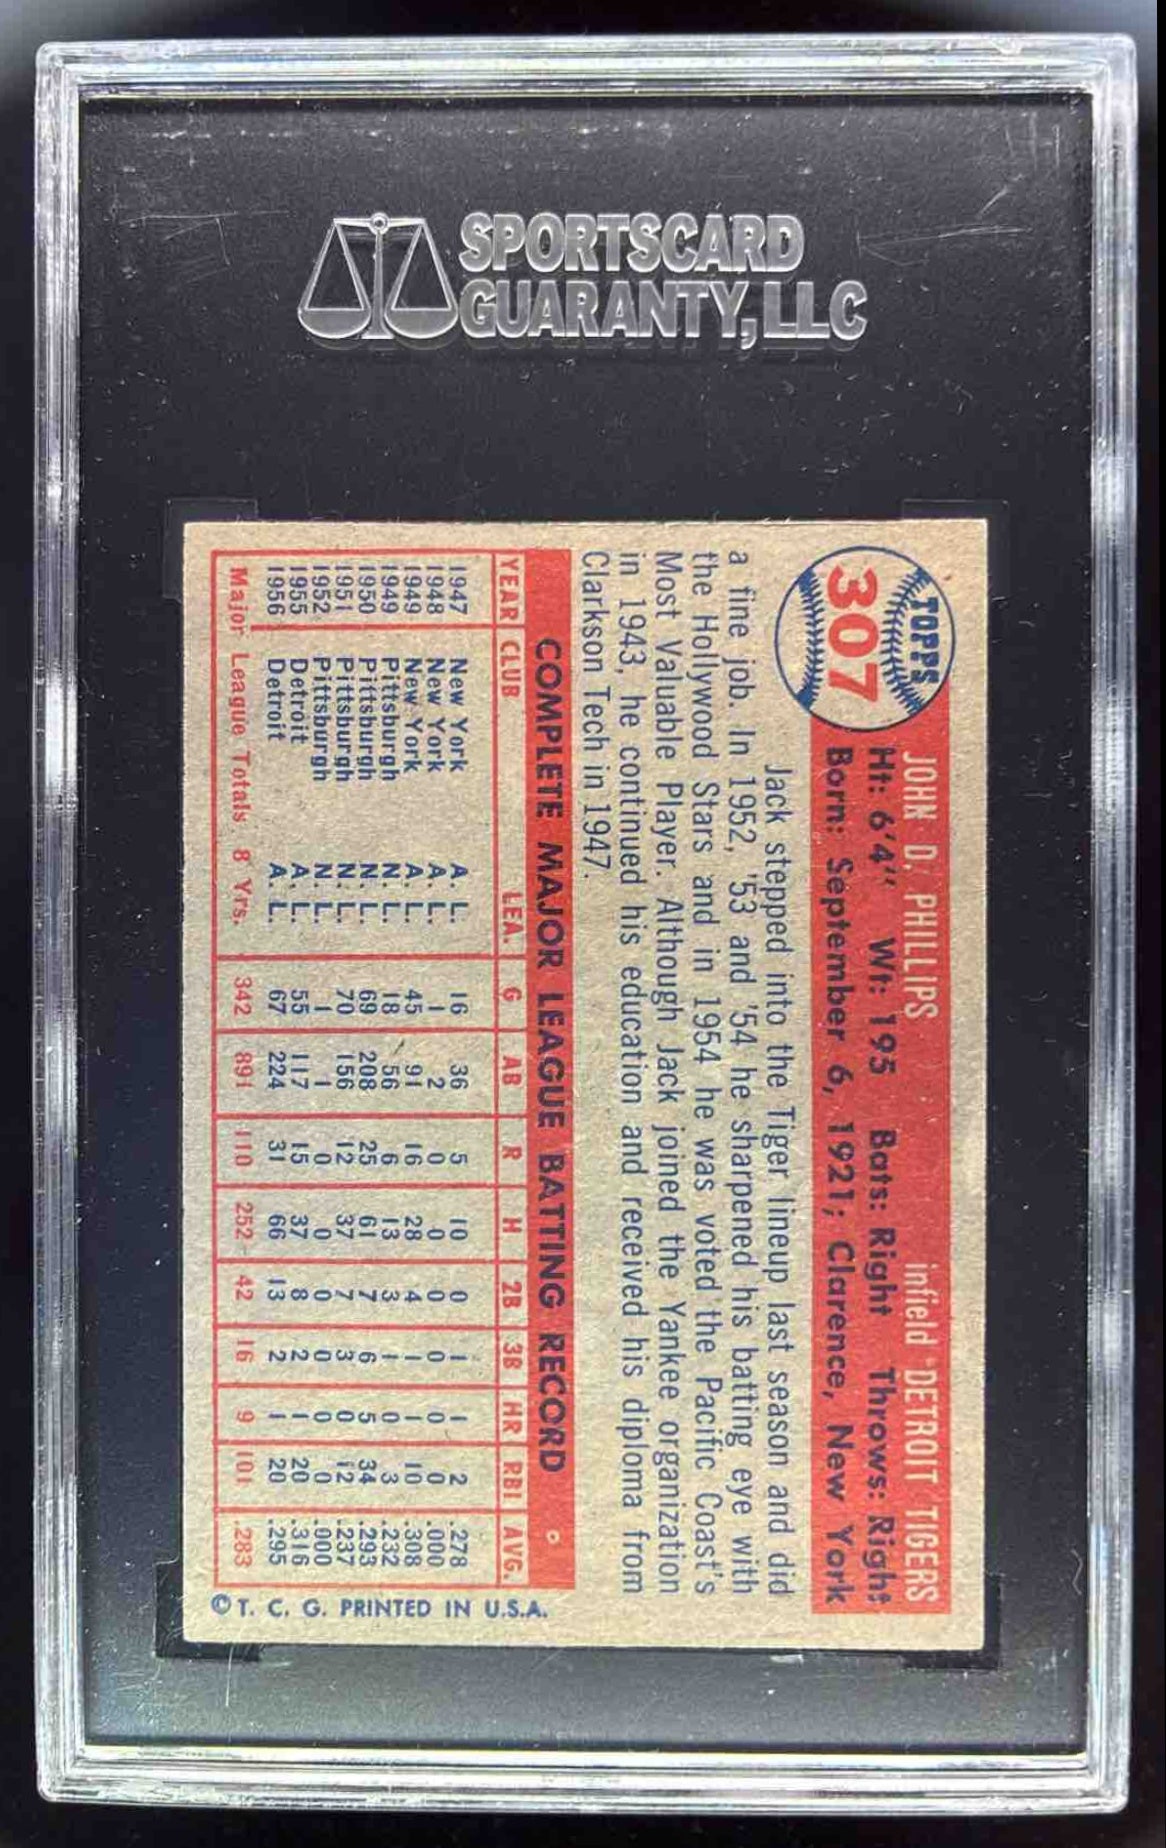 SPORTSCARD
GUARANTY, LLC
TOPPS
307
JOHN D. PHILLIPS infield DETROIT TIGERS
Ht: 6'4" Wt: 195 Bats: Right Throws: Right
Born: September 6, 1921; Clarence, New York
Jack stepped into the Tiger lineup last season and did
a fine job. In 1952, '53 and '54 he sharpened his batting eye with
the Hollywood Stars and in 1954 he was voted the Pacific Coast's
Most Valuable Player. Although Jack joined the Yankee organization
in 1943, he continued his education and received his diploma from
Clarkson Tech in 1947.
COMPLETE MAJOR LEAGUE BATTING RECORD
YEAR CLUB LEA. G AB R H 2B 3B HR RBI AVG.
1947 New York A. L. 16 36 5 10 0 1 1 2 .278
1948 New York A. L. 1 2 0 0 0 0 0 0 .000
1949 New York A. L. 45 91 16 28 4 1 1 10 .308
1949 Pittsburgh N. L. 18 56 6 13 3 1 0 3 .232
1950 Pittsburgh N. L. 69 208 25 61 7 6 5 34 .293
1951 Pittsburgh N. L. 70 156 12 37 7 3 0 12 .237
1952 Pittsburgh N. L. 1 1 0 0 0 0 0 0 .000
1955 Detroit A. L. 55 117 15 37 8 2 1 20 .316
1956 Detroit A. L. 67 224 31 66 13 2 1 20 .295
Major League Totals 8 Yrs. 342 891 110 252 42 16 9 101 .283
© T. C. G. PRINTED IN U.S.A.